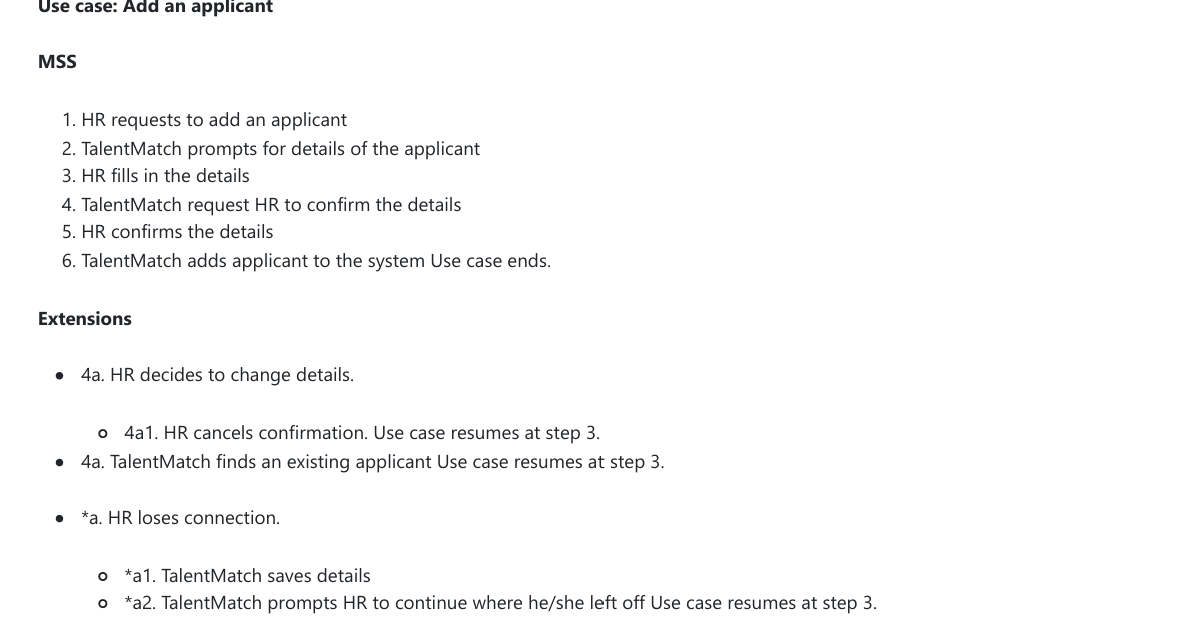 Use case: Add an applicant
MSS
1. HR requests to add an applicant
2. TalentMatch prompts for details of the applicant
3. HR fills in the details
4. TalentMatch request HR to confirm the details
5. HR confirms the details
6. TalentMatch adds applicant to the system Use case ends.
Extensions
• 4a. HR decides to change details.
◦ 4a1. HR cancels confirmation. Use case resumes at step 3.
• 4a. TalentMatch finds an existing applicant Use case resumes at step 3.
• *a. HR loses connection.
◦ *a1. TalentMatch saves details
◦ *a2. TalentMatch prompts HR to continue where he/she left off Use case resumes at step 3.